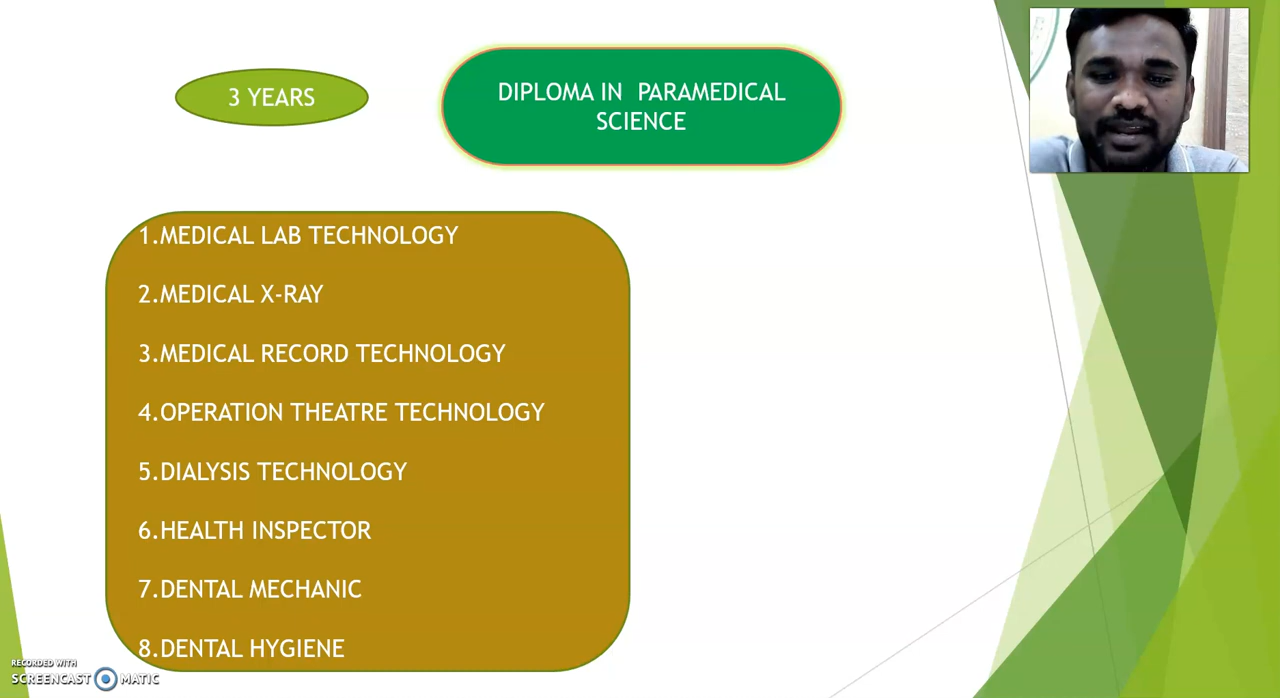 3 YEARS
DIPLOMA IN PARAMEDICAL
SCIENCE
1.MEDICAL LAB TECHNOLOGY
2.MEDICAL X-RAY
3.MEDICAL RECORD TECHNOLOGY
4.OPERATION THEATRE TECHNOLOGY
5.DIALYSIS TECHNOLOGY
6.HEALTH INSPECTOR
7.DENTAL MECHANIC
8.DENTAL HYGIENE
RECORDED WITH
SCREENCAST MATIC